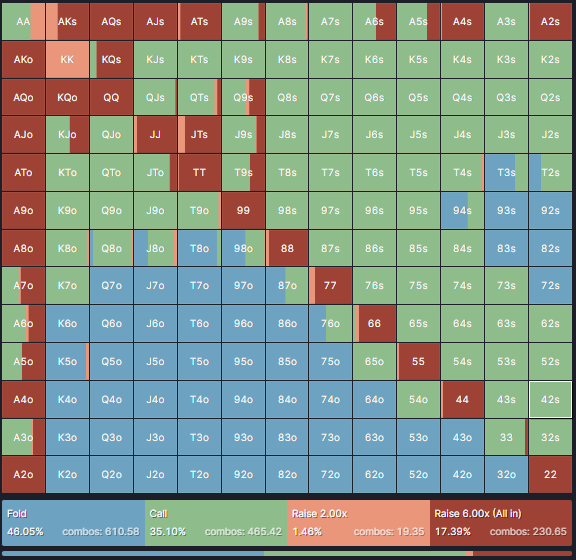 AA AKs AQs AJs ATs A9s A8s A7s A6s A5s A4s A3s A2s
AKo KK KQs KJs KTs K9s K8s K7s K6s K5s K4s K3s K2s
AQo KQo QQ QJs QTs Q9s Q8s Q7s Q6s Q5s Q4s Q3s Q2s
AJo KJo QJo JJ JTs J9s J8s J7s J6s J5s J4s J3s J2s
ATo KTo QTo JTo TT T9s T8s T7s T6s T5s T4s T3s T2s
A9o K9o Q9o J9o T9o 99 98s 97s 96s 95s 94s 93s 92s
A8o K8o Q8o J8o T8o 98o 88 87s 86s 85s 84s 83s 82s
A7o K7o Q7o J7o T7o 97o 87o 77 76s 75s 74s 73s 72s
A6o K6o Q6o J6o T6o 96o 86o 76o 66 65s 64s 63s 62s
A5o K5o Q5o J5o T5o 95o 85o 75o 65o 55 54s 53s 52s
A4o K4o Q4o J4o T4o 94o 84o 74o 64o 54o 44 43s 42s
A3o K3o Q3o J3o T3o 93o 83o 73o 63o 53o 43o 33 32s
A2o K2o Q2o J2o T2o 92o 82o 72o 62o 52o 42o 32o 22
Fold Call Raise 2.00x Raise 6.00x (All in)
46.05% combos: 610.58 35.10% combos: 465.42 1.46% combos: 19.35 17.39% combos: 230.65